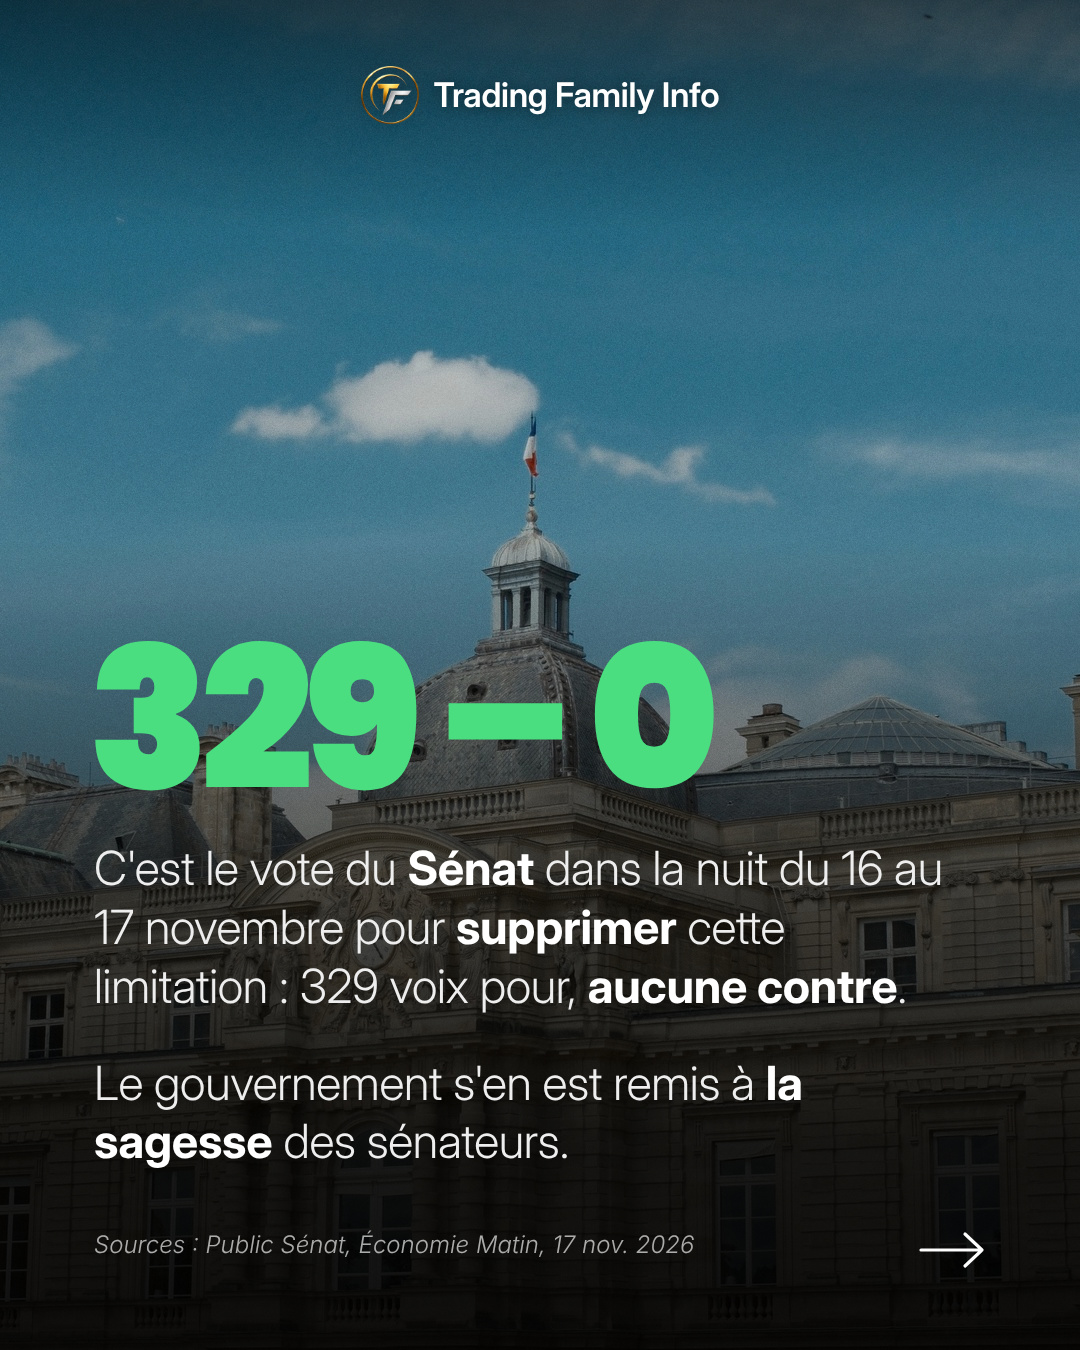 Trading Family Info
329 – 0
C'est le vote du Sénat dans la nuit du 16 au
17 novembre pour supprimer cette
limitation : 329 voix pour, aucune contre.
Le gouvernement s'en est remis à la
sagesse des sénateurs.
Sources : Public Sénat, Économie Matin, 17 nov. 2026